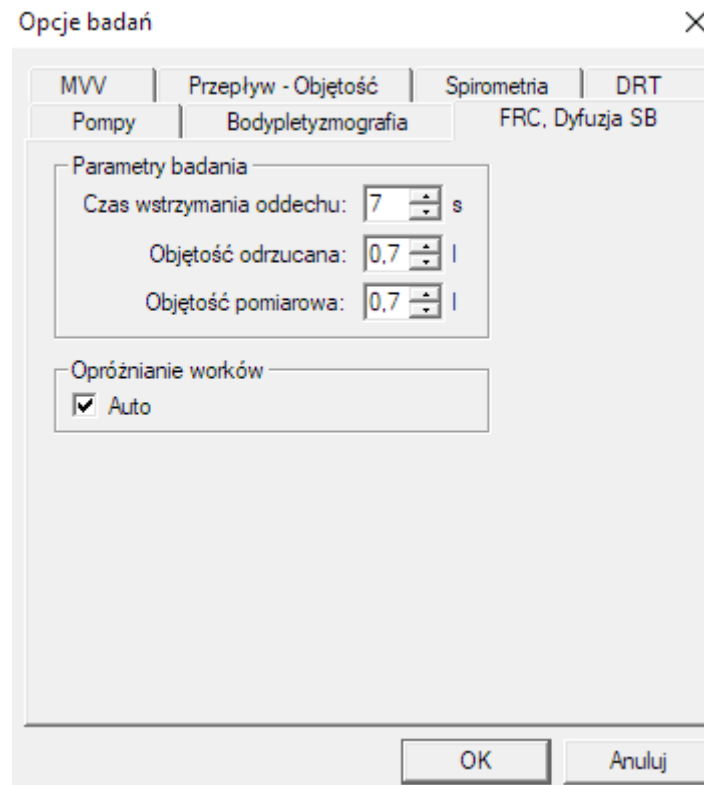 Opcje badań
MVV Przepływ - Objętość Spirometria DRT
Pompy Bodypletyzmografia FRC, Dyfuzja SB
Parametry badania
Czas wstrzymania oddechu: 7 s
Objętość odrzucana: 0,7 l
Objętość pomiarowa: 0,7 l
Opróżnianie worków
Auto
OK Anuluj